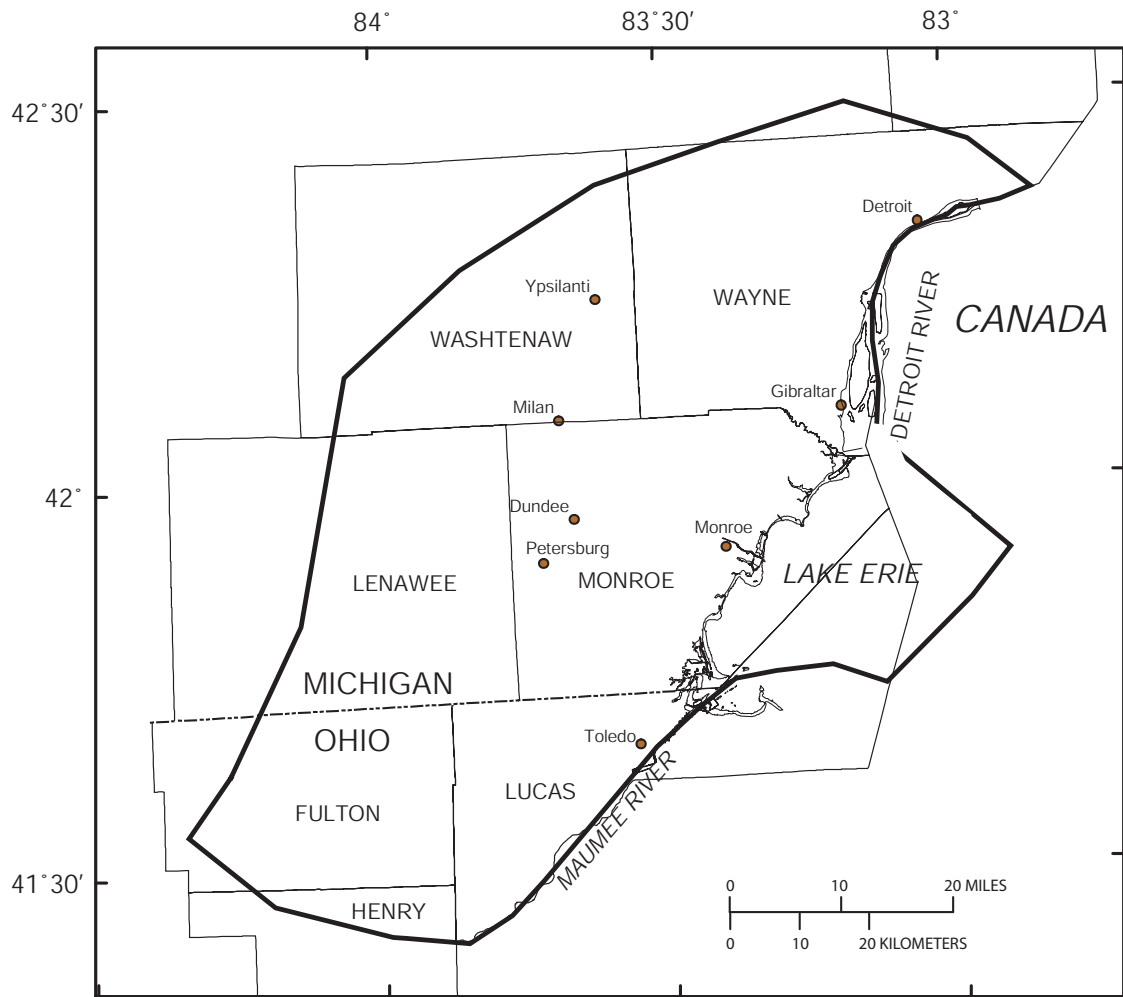 84˚ 83˚30′ 83˚
42˚30′
Detroit
Ypsilanti
WAYNE
CANADA
WASHTENAW
DETROIT RIVER
Gibraltar
Milan
42˚
Dundee
Monroe
Petersburg
LENAWEE
MONROE
LAKE ERIE
MICHIGAN
OHIO
Toledo
LUCAS
FULTON
MAUMEE RIVER
41˚30′
HENRY
0 10 20 MILES
0 10 20 KILOMETERS